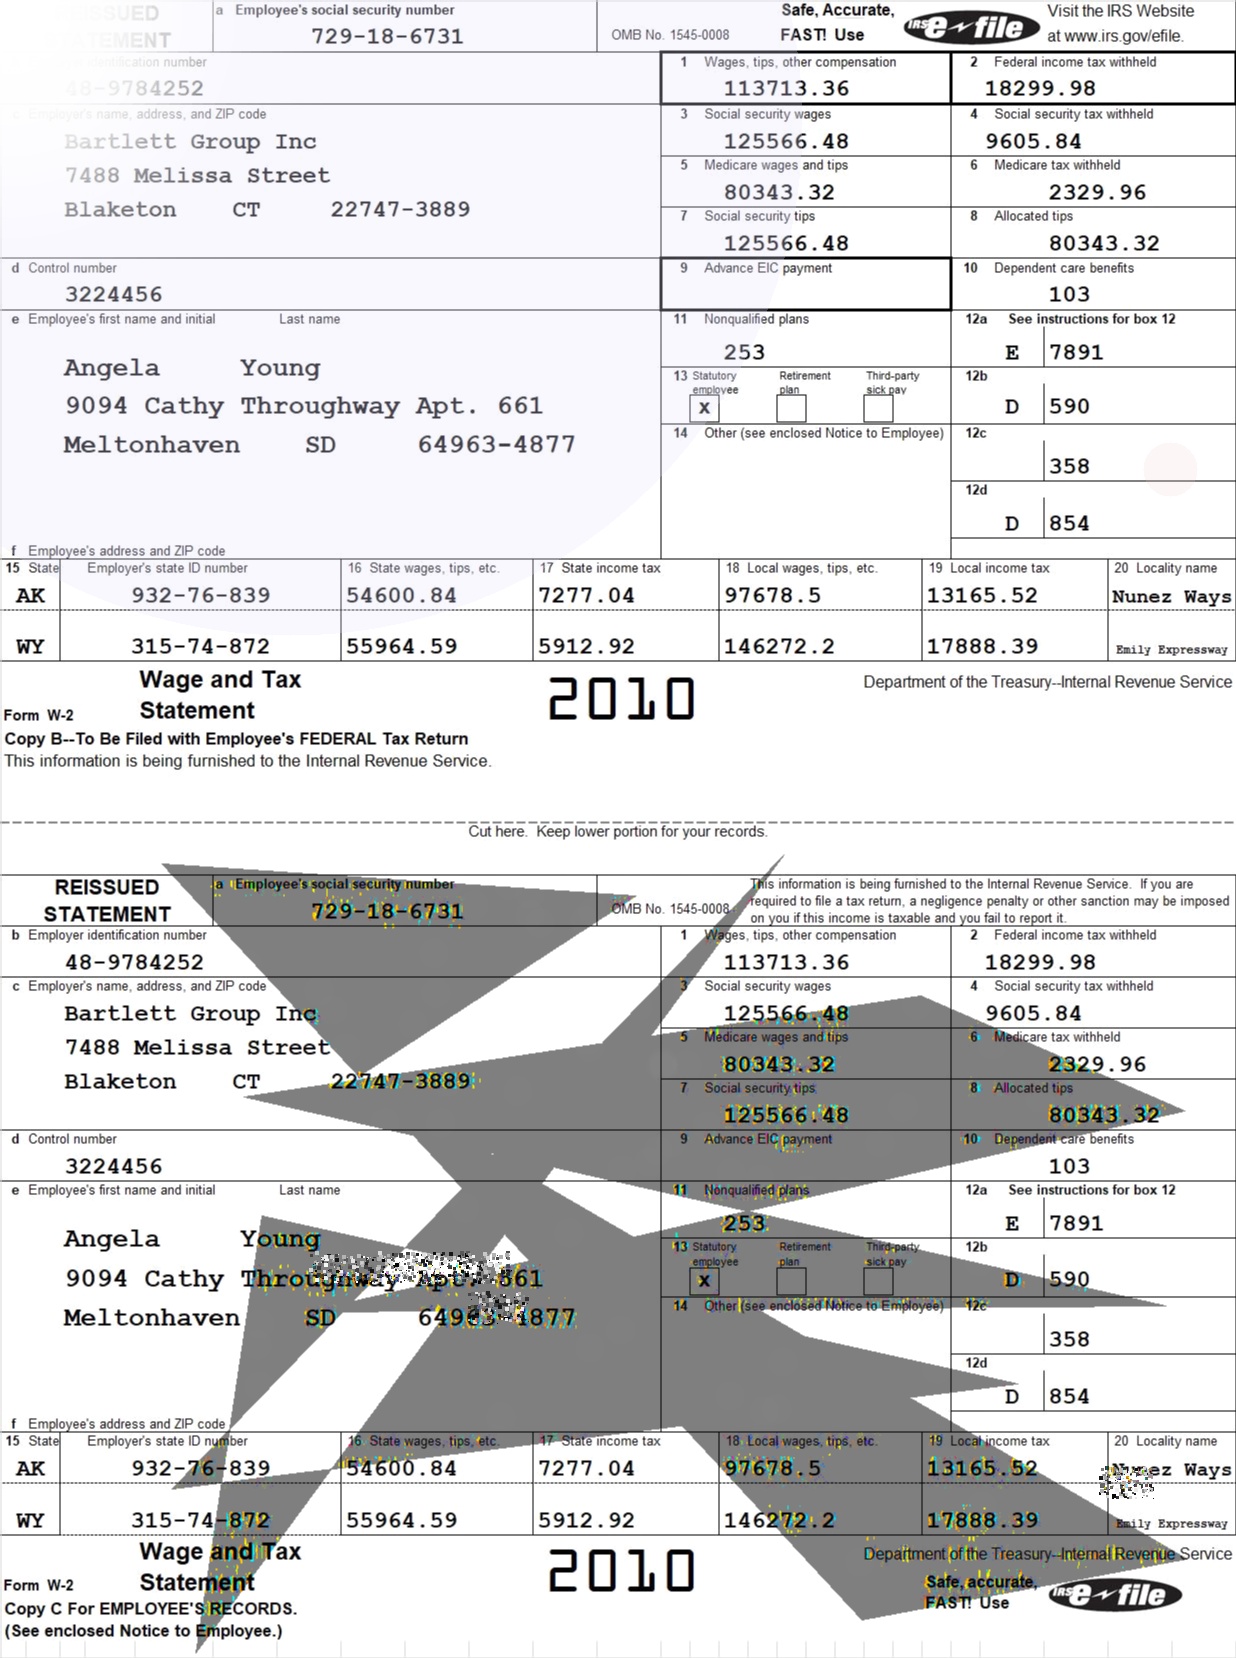 REISSUED a Employee's social security number Safe, Accurate, IRS e-file Visit the IRS Website
STATEMENT 729-18-6731 OMB No. 1545-0008 FAST! Use at www.irs.gov/efile.
identification number 1 Wages, tips, other compensation 2 Federal income tax withheld
48-9784252 113713.36 18299.98
c Employer's name, address, and ZIP code 3 Social security wages 4 Social security tax withheld
Bartlett Group Inc 125566.48 9605.84
7488 Melissa Street 5 Medicare wages and tips 6 Medicare tax withheld
80343.32 2329.96
Blaketon CT 22747-3889 7 Social security tips 8 Allocated tips
125566.48 80343.32
d Control number 9 Advance EIC payment 10 Dependent care benefits
3224456 103
e Employee's first name and initial Last name 11 Nonqualified plans 12a See instructions for box 12
253 E 7891
Angela Young 13 Statutory employee Retirement plan Third-party sick pay 12b
9094 Cathy Throughway Apt. 661 X D 590
Meltonhaven SD 64963-4877 14 Other (see enclosed Notice to Employee) 12c
358
12d
D 854
f Employee's address and ZIP code
15 State Employer's state ID number 16 State wages, tips, etc. 17 State income tax 18 Local wages, tips, etc. 19 Local income tax 20 Locality name
AK 932-76-839 54600.84 7277.04 97678.5 13165.52 Nunez Ways
WY 315-74-872 55964.59 5912.92 146272.2 17888.39 Emily Expressway
Wage and Tax 2010 Department of the Treasury--Internal Revenue Service
Form W-2 Statement
Copy B--To Be Filed with Employee's FEDERAL Tax Return
This information is being furnished to the Internal Revenue Service.
Cut here. Keep lower portion for your records.
REISSUED a Employee's social security number This information is being furnished to the Internal Revenue Service. If you are
STATEMENT 729-18-6731 OMB No. 1545-0008 required to file a tax return, a negligence penalty or other sanction may be imposed
on you if this income is taxable and you fail to report it.
b Employer identification number 1 Wages, tips, other compensation 2 Federal income tax withheld
48-9784252 113713.36 18299.98
c Employer's name, address, and ZIP code 3 Social security wages 4 Social security tax withheld
Bartlett Group Inc 125566.48 9605.84
7488 Melissa Street 5 Medicare wages and tips 6 Medicare tax withheld
80343.32 2329.96
Blaketon CT 22747-3889 7 Social security tips 8 Allocated tips
125566.48 80343.32
d Control number 9 Advance EIC payment 10 Dependent care benefits
3224456 103
e Employee's first name and initial Last name 11 Nonqualified plans 12a See instructions for box 12
253 E 7891
Angela Young 13 Statutory employee Retirement plan Third-party sick pay 12b
9094 Cathy Throughway Apt. 661 X D 590
Meltonhaven SD 64963-4877 14 Other (see enclosed Notice to Employee) 12c
358
12d
D 854
f Employee's address and ZIP code
15 State Employer's state ID number 16 State wages, tips, etc. 17 State income tax 18 Local wages, tips, etc. 19 Local income tax 20 Locality name
AK 932-76-839 54600.84 7277.04 97678.5 13165.52 Nunez Ways
WY 315-74-872 55964.59 5912.92 146272.2 17888.39 Emily Expressway
Wage and Tax 2010 Department of the Treasury--Internal Revenue Service
Form W-2 Statement Safe, accurate, FAST! Use IRS e-file
Copy C For EMPLOYEE'S RECORDS.
(See enclosed Notice to Employee.)